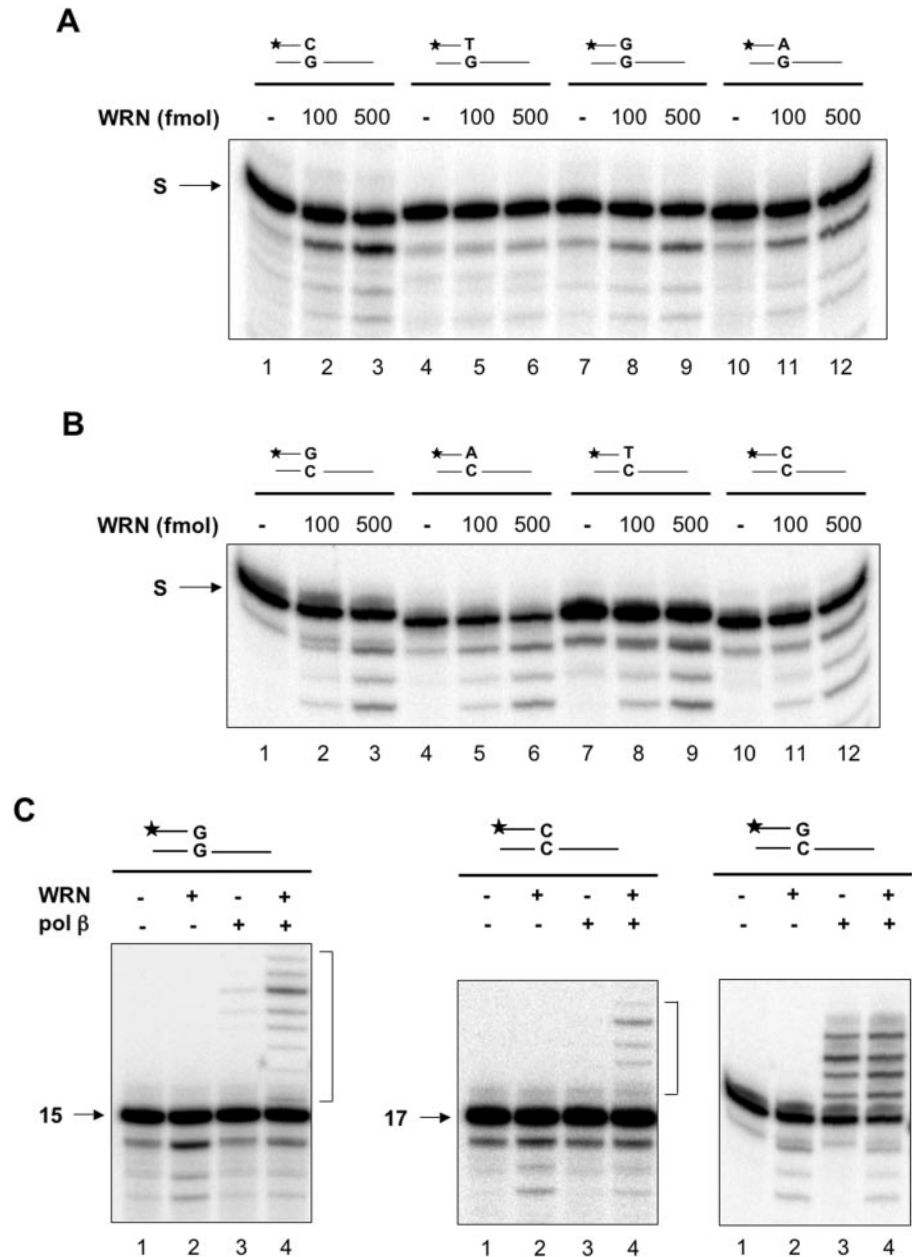 A
C T G A
G G G G
WRN (fmol) - 100 500 - 100 500 - 100 500 - 100 500
S
1 2 3 4 5 6 7 8 9 10 11 12
B
G A T C
C C C C
WRN (fmol) - 100 500 - 100 500 - 100 500 - 100 500
S
1 2 3 4 5 6 7 8 9 10 11 12
C
G C G
G C C
WRN - + - + - + - + - + - +
pol β - - + + - - + + - - + +
15 17
1 2 3 4 1 2 3 4 1 2 3 4